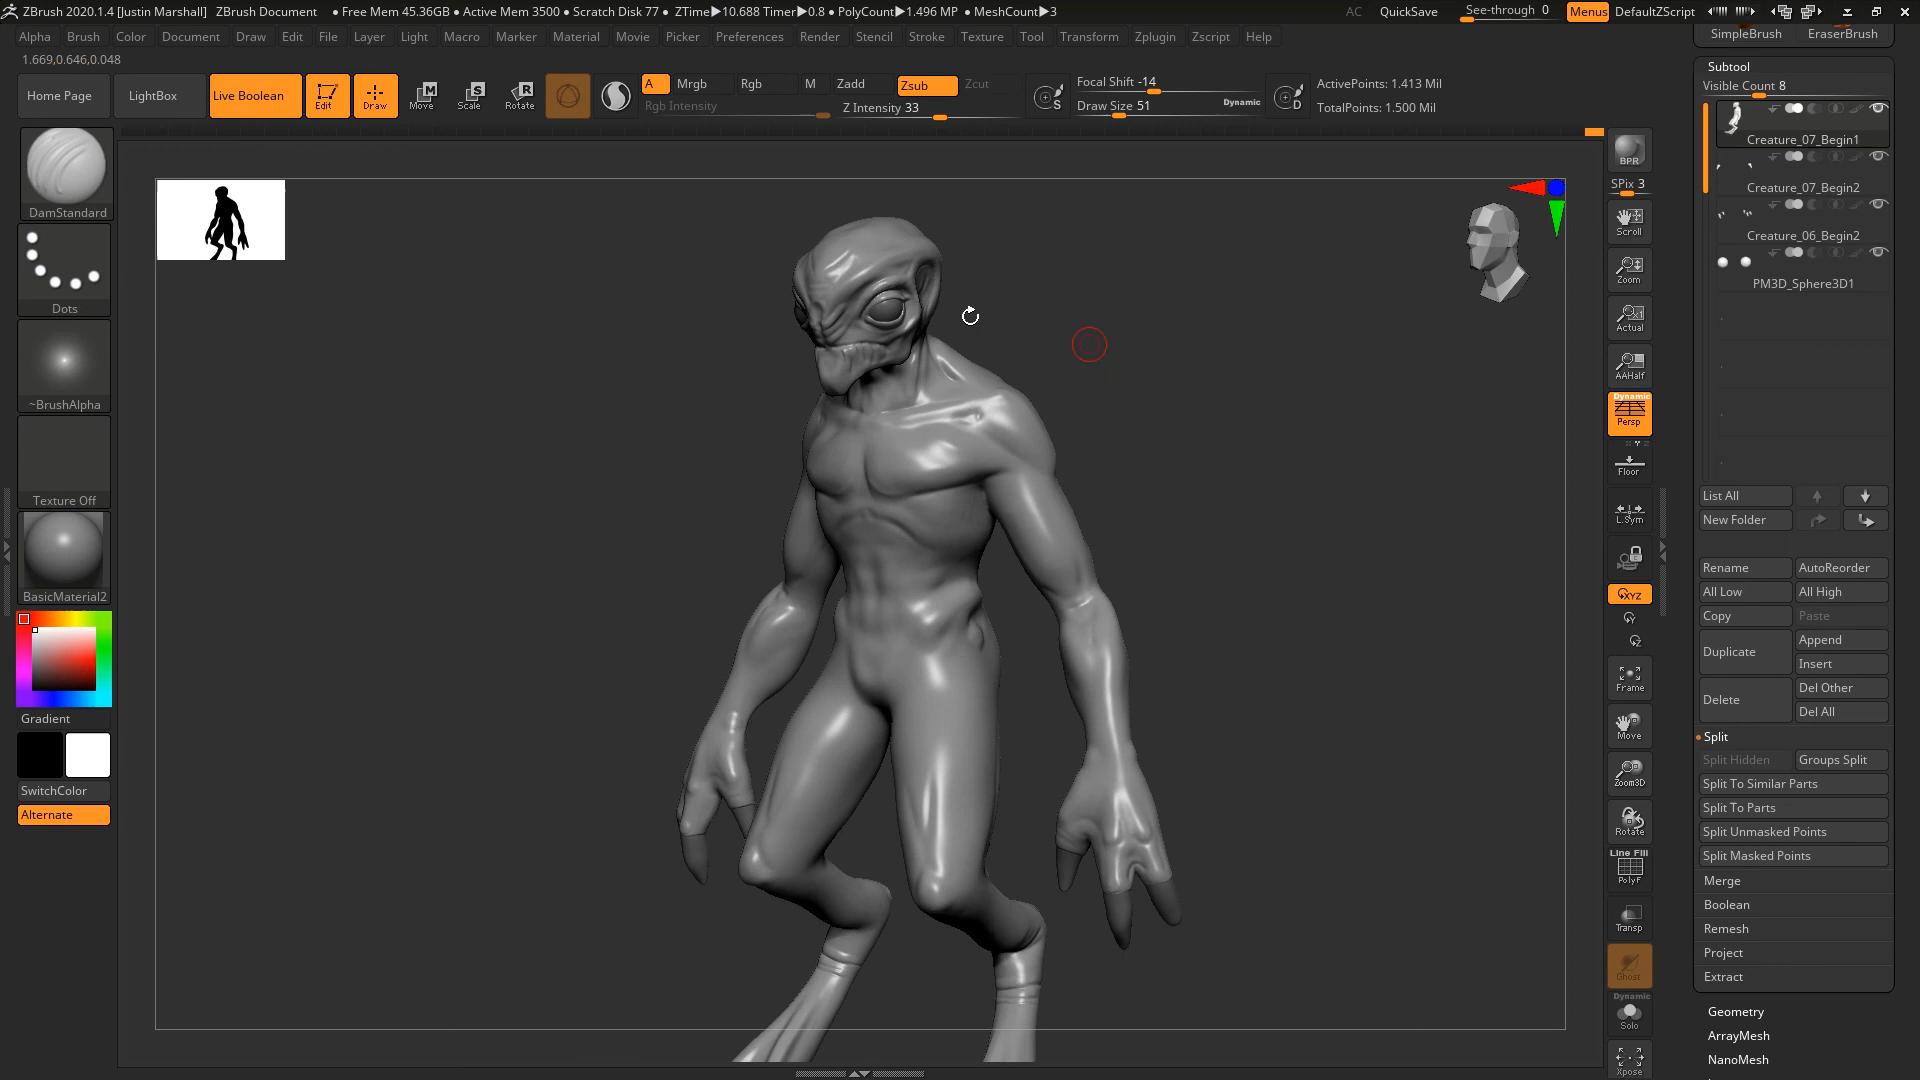 ZBrush 2020.1.4 [Justin Marshall] ZBrush Document ● Free Mem 45.36GB ● Active Mem 3500 ● Scratch Disk 77 ● ZTime▶10.688 Timer▶0.8 ● PolyCount▶1.496 MP ● MeshCount▶3 AC QuickSave See-through 0 Menus DefaultZScript
Alpha Brush Color Document Draw Edit File Layer Light Macro Marker Material Movie Picker Preferences Render Stencil Stroke Texture Tool Transform Zplugin Zscript Help
SimpleBrush EraserBrush
1.669,0.646,0.048
Home Page LightBox Live Boolean Edit Draw Move Scale Rotate
A Mrgb Rgb M Zadd Zsub Zcut
Rgb Intensity Z Intensity 33
Focal Shift -14
Draw Size 51 Dynamic
S D
ActivePoints: 1.413 Mil
TotalPoints: 1.500 Mil
DamStandard
Dots
~BrushAlpha
Texture Off
BasicMaterial2
Gradient
SwitchColor
Alternate
BPR
SPix 3
Scroll
Zoom
Actual
AAHalf
Dynamic
Persp
Floor
L.Sym
XYZ
Y
Z
Frame
Move
Zoom3D
Rotate
Line Fill
PolyF
Transp
Ghost
Dynamic
Solo
Xpose
Subtool
Visible Count 8
Creature_07_Begin1
Creature_07_Begin2
Creature_06_Begin2
PM3D_Sphere3D1
List All
New Folder
Rename AutoReorder
All Low All High
Copy Paste
Duplicate Append
Insert
Delete Del Other
Del All
Split
Split Hidden Groups Split
Split To Similar Parts
Split To Parts
Split Unmasked Points
Split Masked Points
Merge
Boolean
Remesh
Project
Extract
Geometry
ArrayMesh
NanoMesh